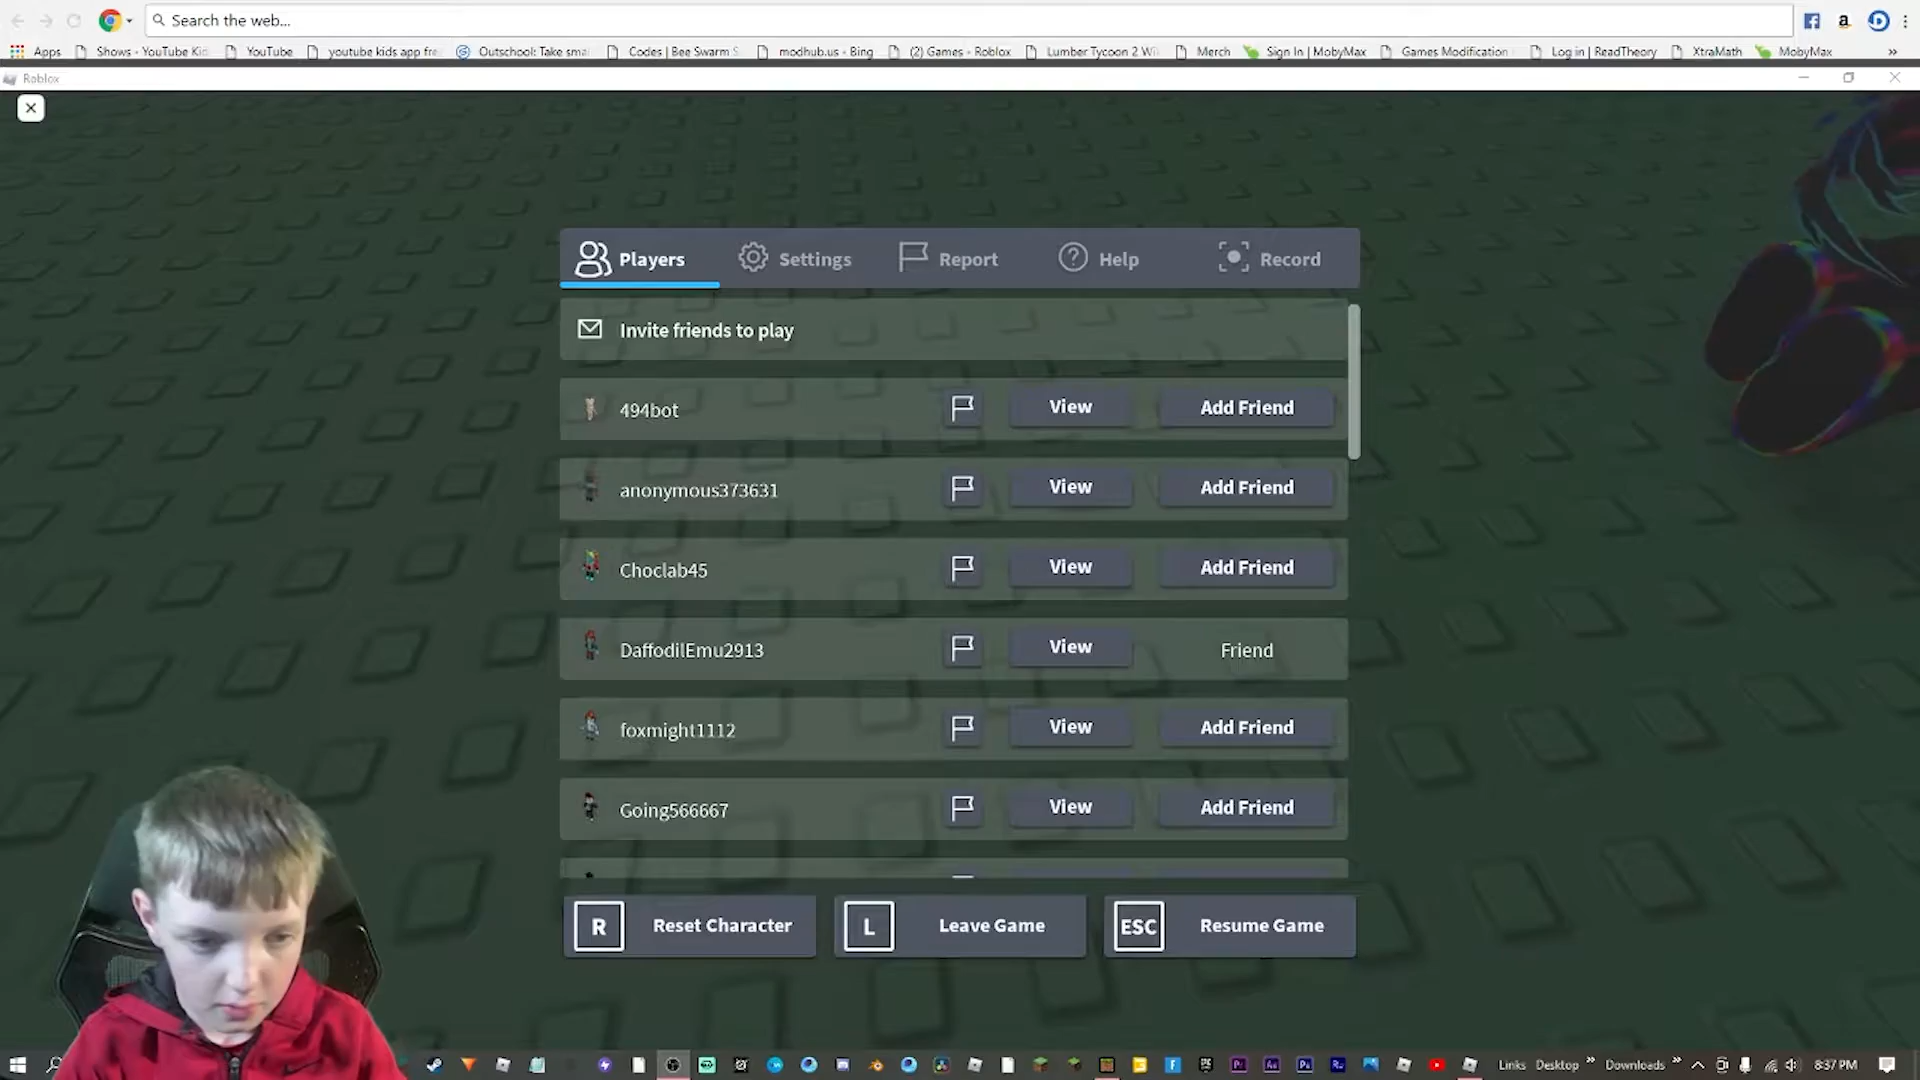 Search the web...
Apps Shows - YouTube Kid YouTube youtube kids app fre Outschool: Take sma Codes | Bee Swarm S modhub.us - Bing (2) Games - Roblox Lumber Tycoon 2 Wi Merch Sign In | MobyMax Games Modification Log in | ReadTheory XtraMath MobyMax »
Roblox
Players Settings Report Help Record
Invite friends to play
494bot View Add Friend
anonymous373631 View Add Friend
Choclab45 View Add Friend
DaffodilEmu2913 View Friend
foxmight1112 View Add Friend
Going566667 View Add Friend
R Reset Character L Leave Game ESC Resume Game
Links Desktop » Downloads » 8:37 PM